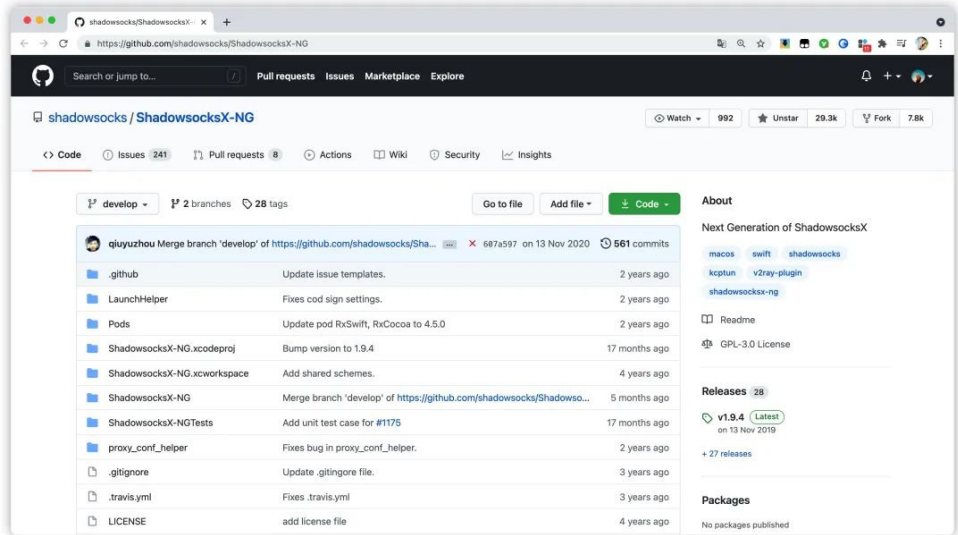 shadowsocks/ShadowsocksX-
https://github.com/shadowsocks/ShadowsocksX-NG
Search or jump to...
/
Pull requests Issues Marketplace Explore
shadowsocks / ShadowsocksX-NG
Watch 992 Unstar 29.3k Fork 7.8k
<> Code Issues 241 Pull requests 8 Actions Wiki Security Insights
develop 2 branches 28 tags Go to file Add file Code
qiuyuzhou Merge branch 'develop' of https://github.com/shadowsocks/Sha... ... 607a597 on 13 Nov 2020 561 commits
.github Update issue templates. 2 years ago
LaunchHelper Fixes cod sign settings. 2 years ago
Pods Update pod RxSwift, RxCocoa to 4.5.0 2 years ago
ShadowsocksX-NG.xcodeproj Bump version to 1.9.4 17 months ago
ShadowsocksX-NG.xcworkspace Add shared schemes. 4 years ago
ShadowsocksX-NG Merge branch 'develop' of https://github.com/shadowsocks/Shadowso... 5 months ago
ShadowsocksX-NGTests Add unit test case for #1175 17 months ago
proxy_conf_helper Fixes bug in proxy_conf_helper. 2 years ago
.gitignore Update .gitingore file. 3 years ago
.travis.yml Fixes .travis.yml 3 years ago
LICENSE add license file 4 years ago
About
Next Generation of ShadowsocksX
macos swift shadowsocks
kcptun v2ray-plugin
shadowsocksx-ng
Readme
GPL-3.0 License
Releases 28
v1.9.4 Latest
on 13 Nov 2019
+ 27 releases
Packages
No packages published